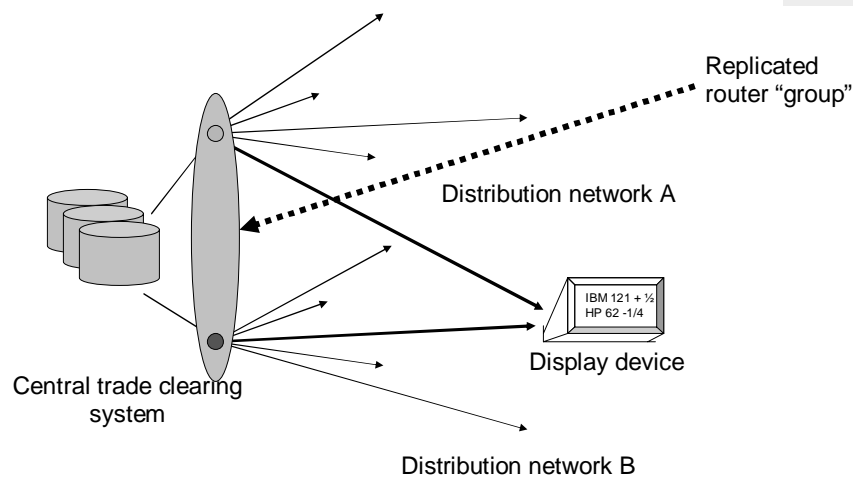 Replicated
router “group”
Distribution network A
IBM 121 + ½
HP 62 -1/4
Display device
Central trade clearing
system
Distribution network B